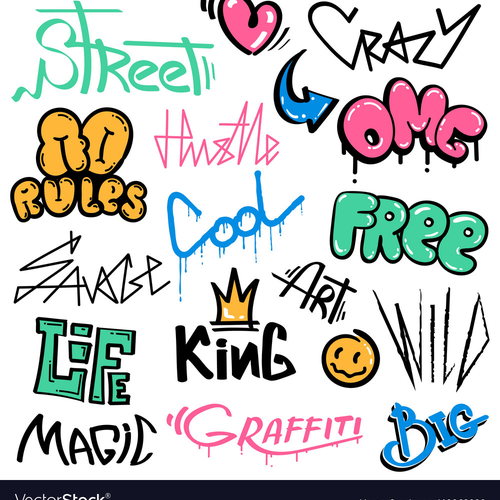 Street
CRAZY
OMG
NO
RULES
Hustle
Cool
FREE
SAVAGE
ART
WILD
LiFE
KinG
MAGIC
"GRAFFITI
BIG
VectorStock®